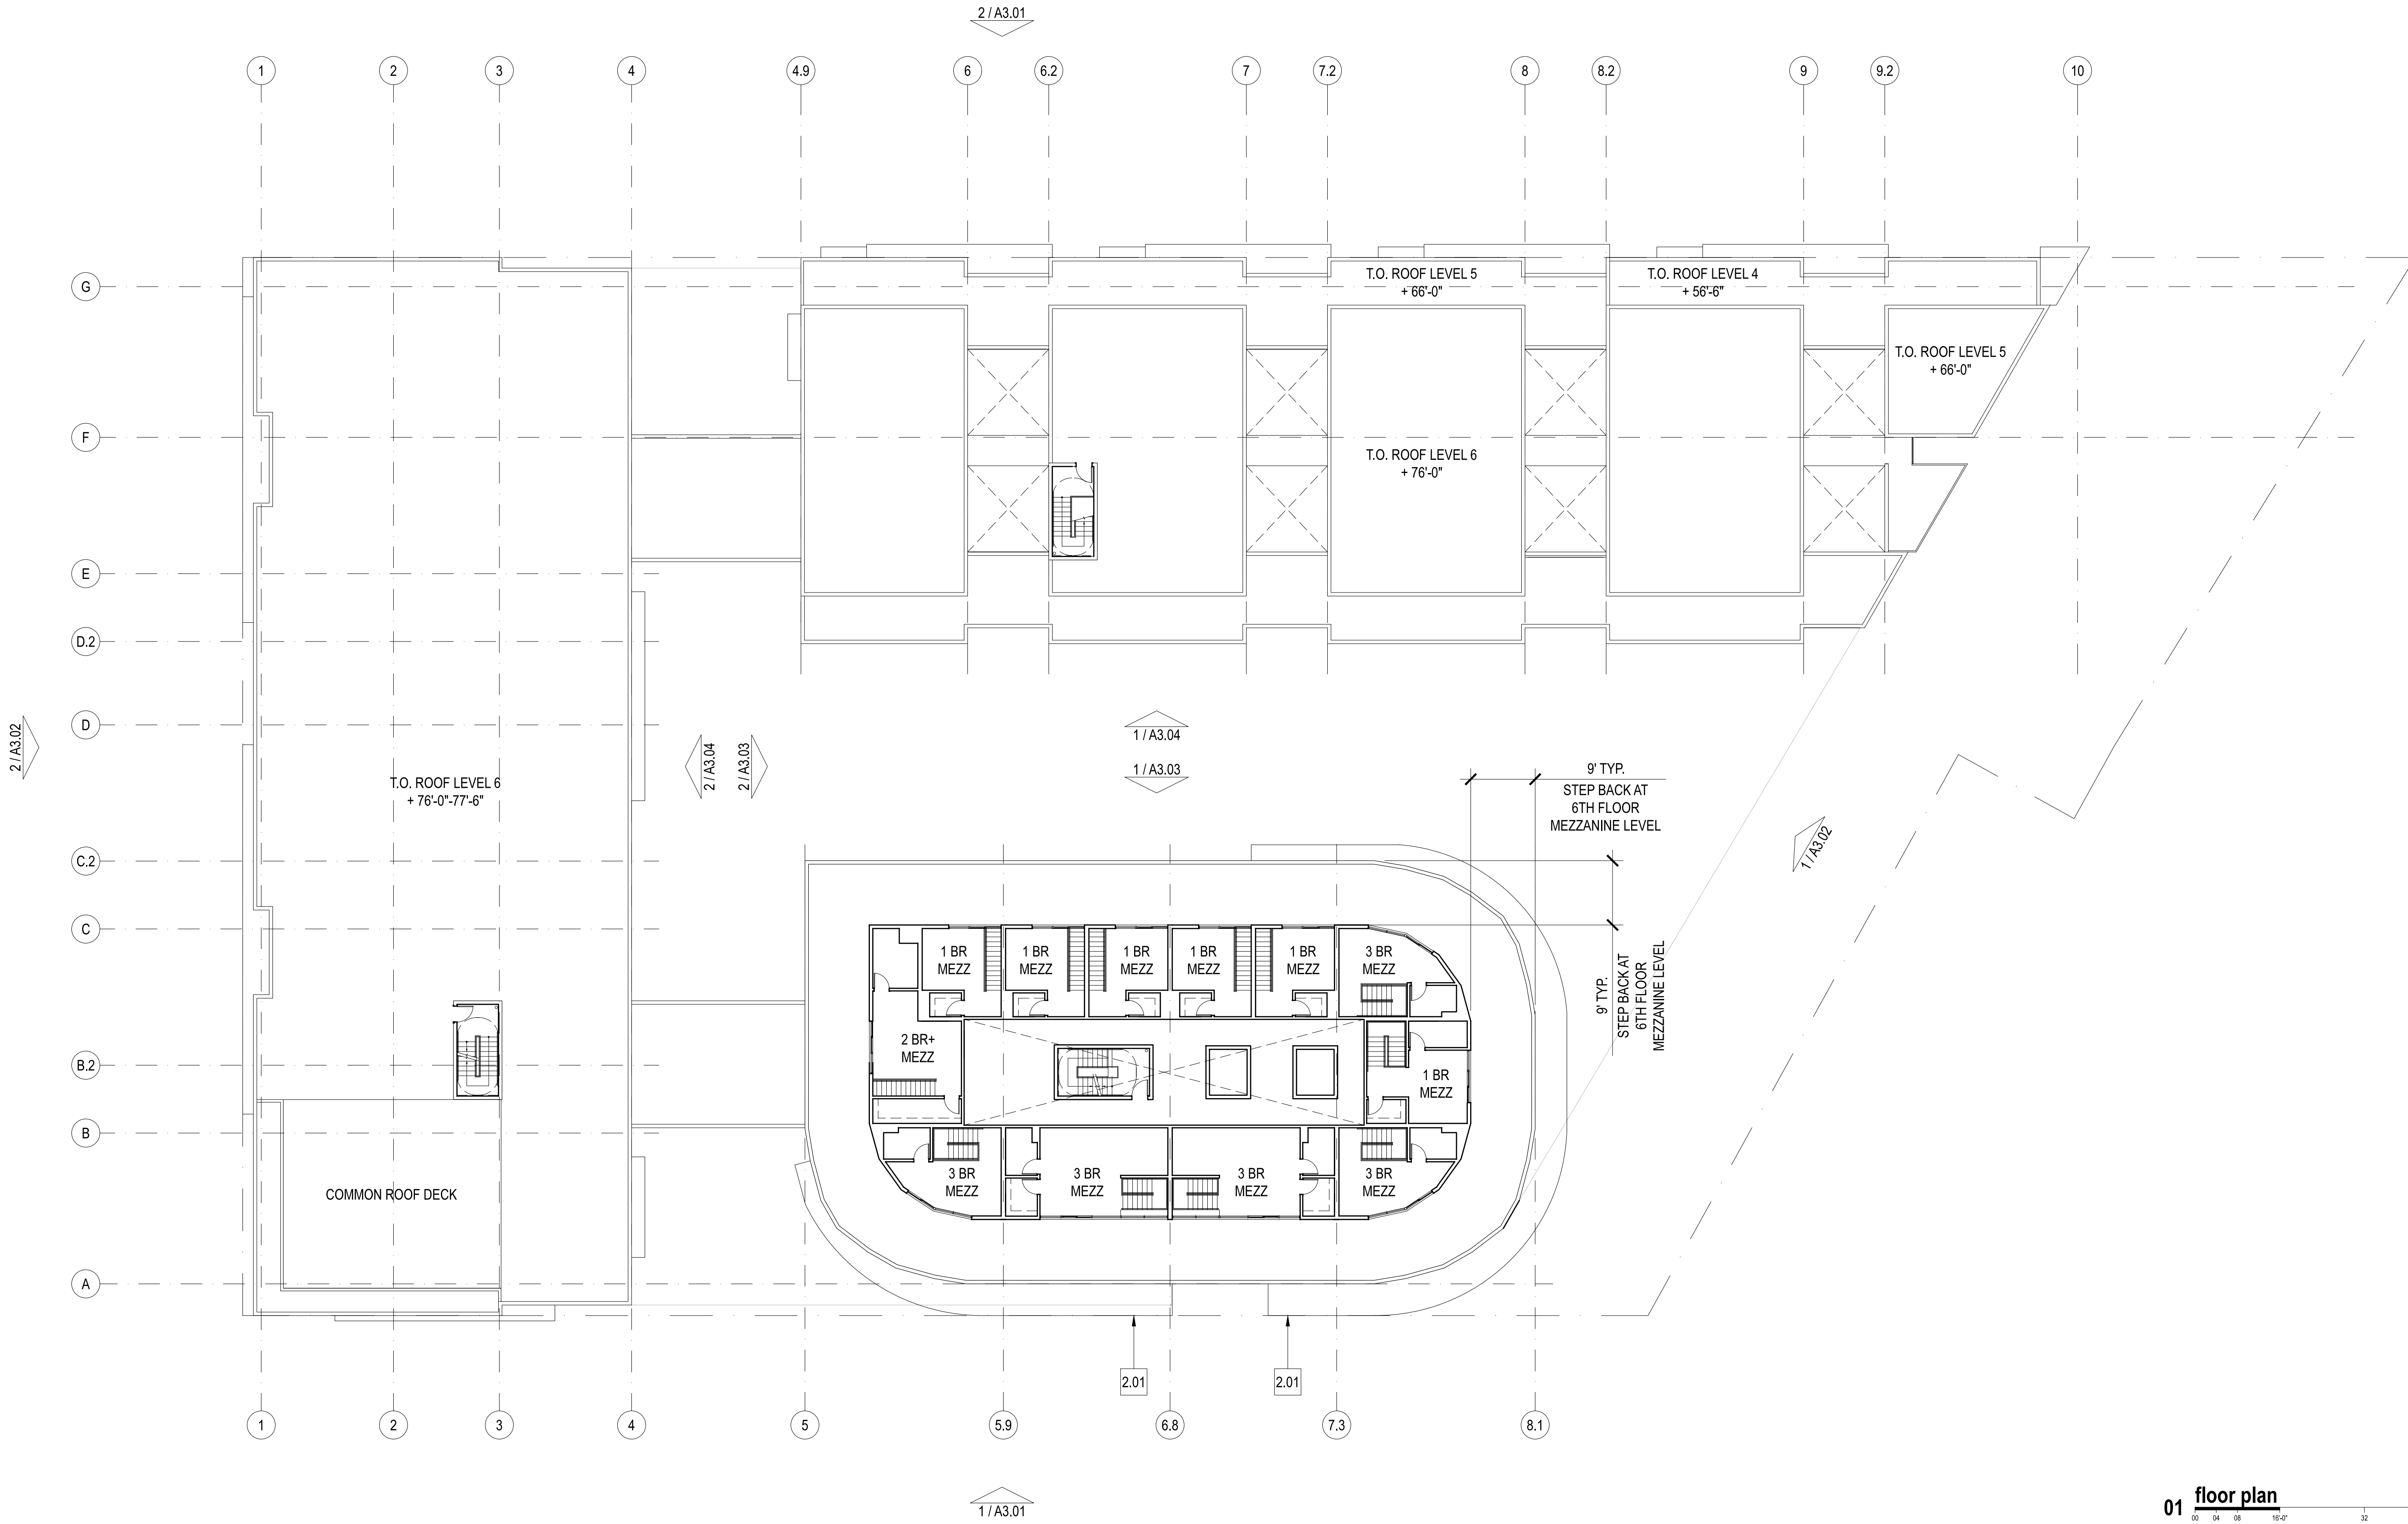 2 / A3.01
1
2
3
4
4.9
6
6.2
7
7.2
8
8.2
9
9.2
10
G
F
E
D.2
D
C.2
C
B.2
B
A
T.O. ROOF LEVEL 5
+ 66'-0"
T.O. ROOF LEVEL 4
+ 56'-6"
T.O. ROOF LEVEL 5
+ 66'-0"
T.O. ROOF LEVEL 6
+ 76'-0"
2 / A3.02
T.O. ROOF LEVEL 6
+ 76'-0"-77'-6"
2 / A3.04
2 / A3.03
1 / A3.04
1 / A3.03
9' TYP.
STEP BACK AT
6TH FLOOR
MEZZANINE LEVEL
1 / A3.02
9' TYP.
STEP BACK AT
6TH FLOOR
MEZZANINE LEVEL
1 BR
MEZZ
1 BR
MEZZ
1 BR
MEZZ
1 BR
MEZZ
1 BR
MEZZ
3 BR
MEZZ
2 BR+
MEZZ
1 BR
MEZZ
3 BR
MEZZ
3 BR
MEZZ
3 BR
MEZZ
3 BR
MEZZ
COMMON ROOF DECK
2.01
2.01
1
2
3
4
5
5.9
6.8
7.3
8.1
1 / A3.01
01 floor plan
00 04 08 16'-0" 32